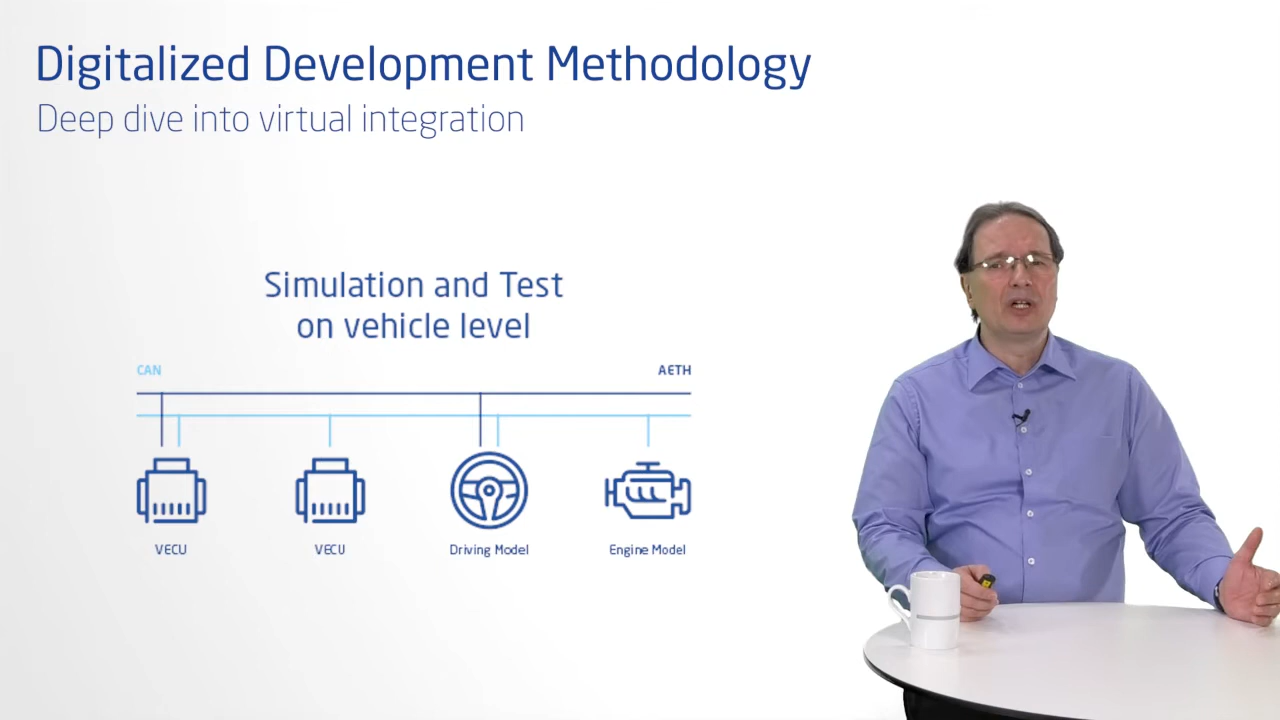 Digitalized Development Methodology
Deep dive into virtual integration
Simulation and Test
on vehicle level
CAN
AETH
VECU
VECU
Driving Model
Engine Model